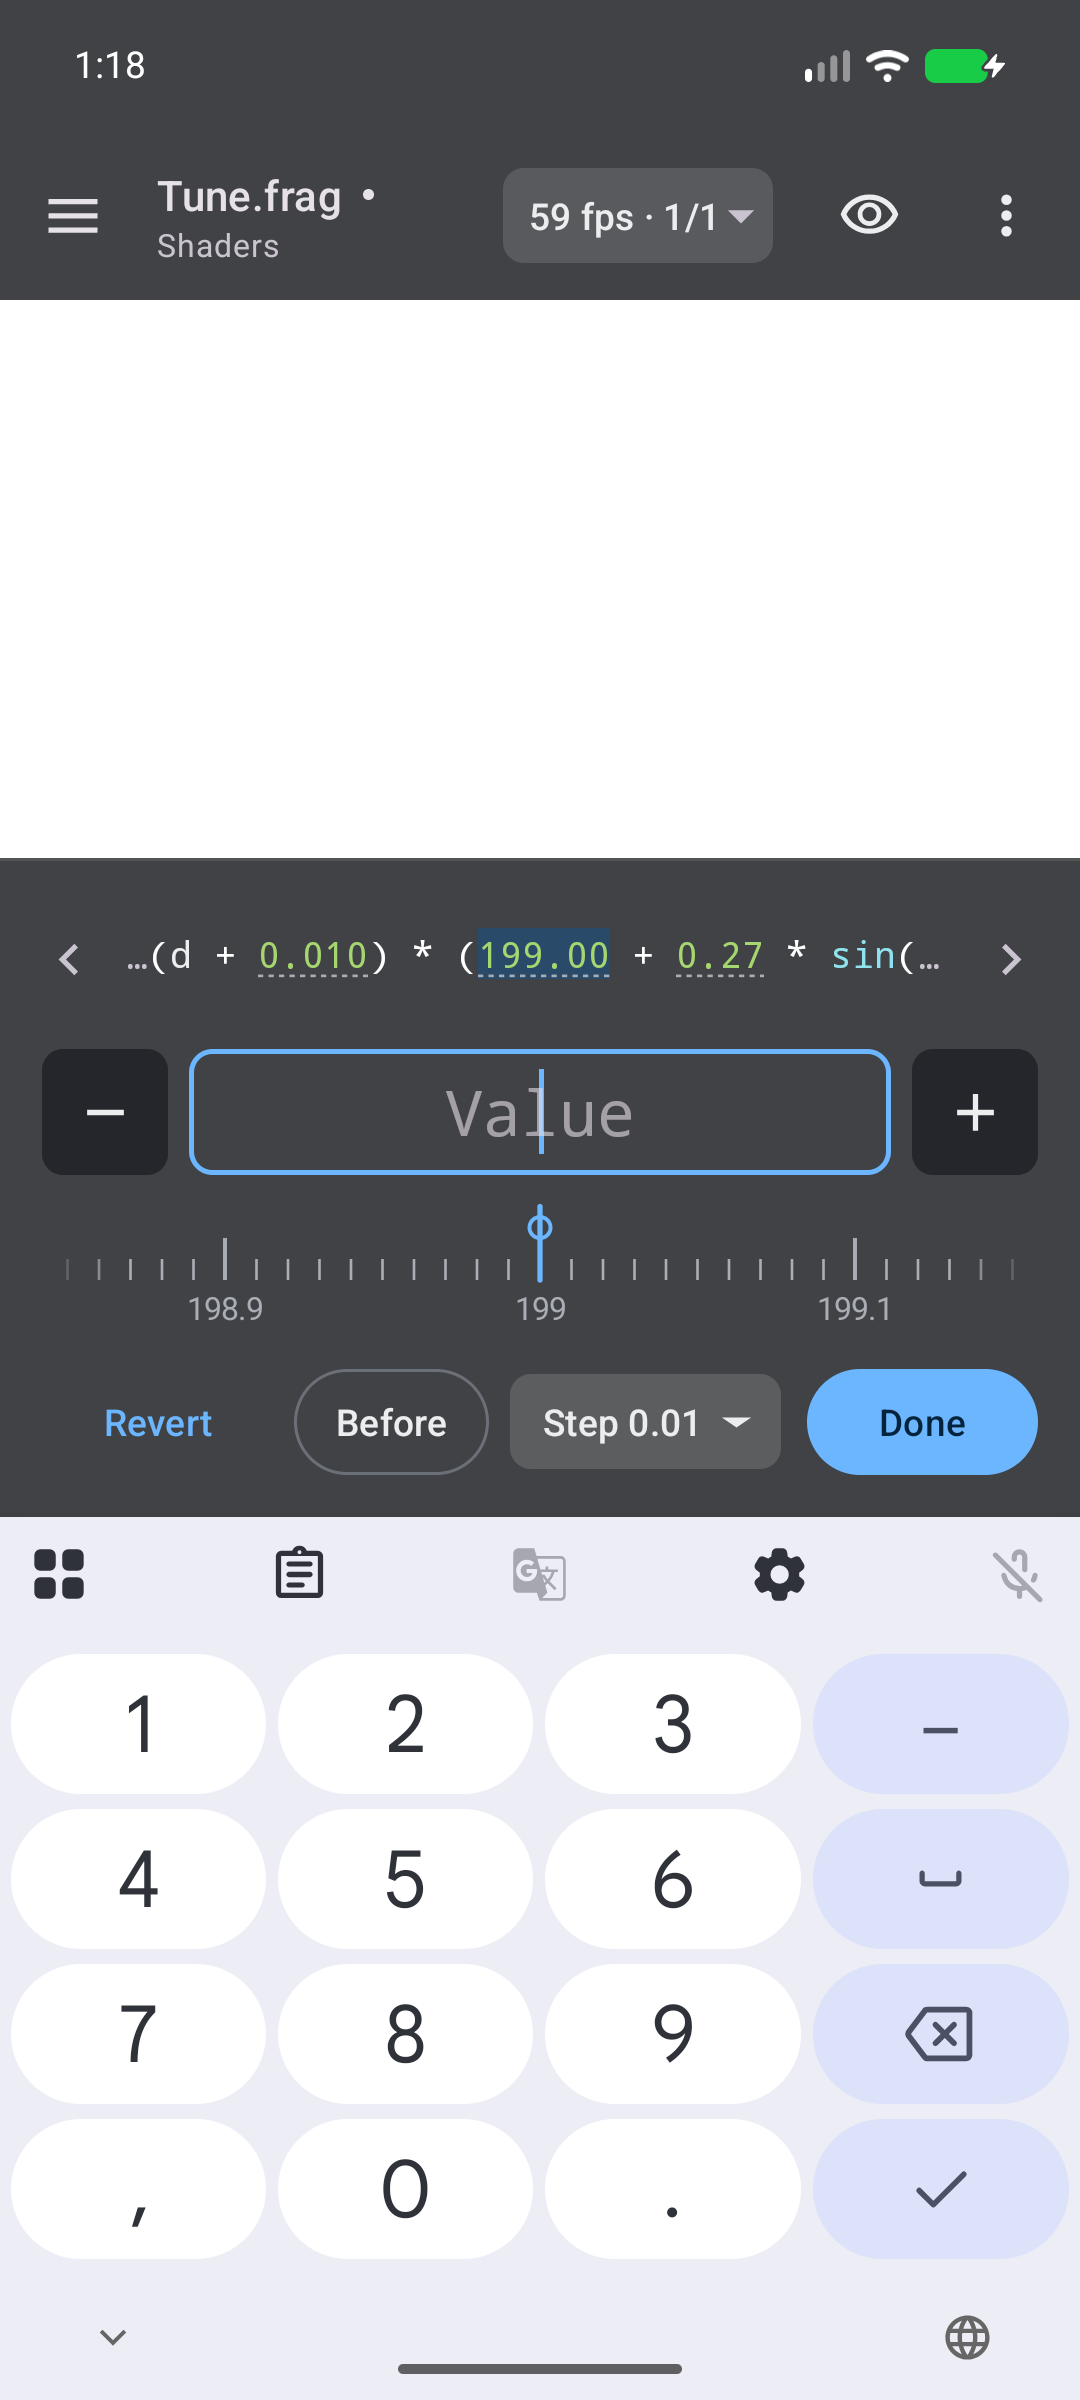 1:18
Tune.frag •
Shaders
59 fps · 1/1
…(d + 0.010) * (199.00 + 0.27 * sin(…
Value
198.9
199
199.1
Revert
Before
Step 0.01
Done
1 2 3 –
4 5 6
7 8 9
, 0 .